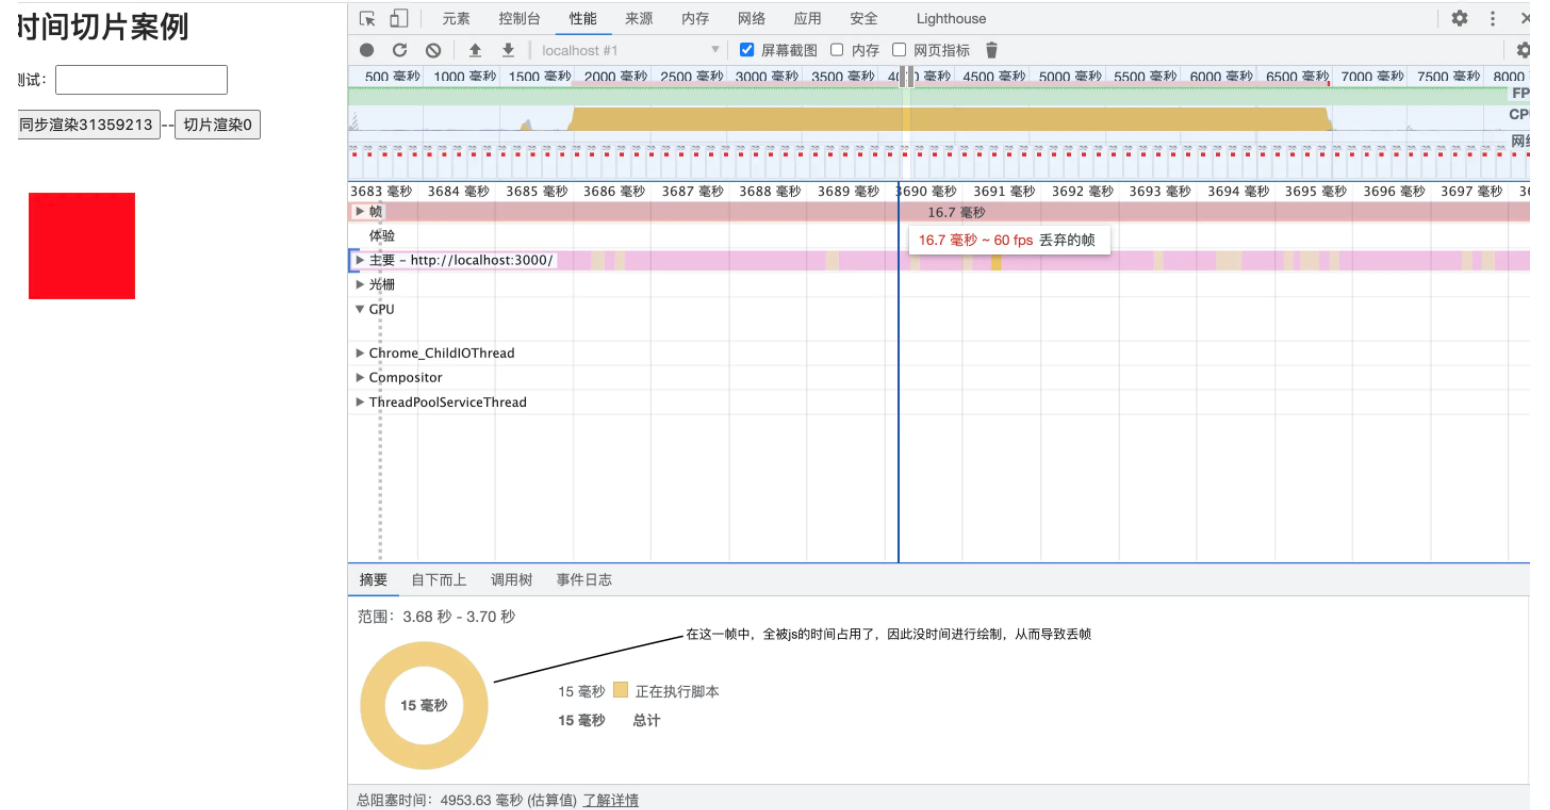 时间切片案例
测试：
同步渲染31359213--切片渲染0
元素 控制台 性能 来源 内存 网络 应用 安全 Lighthouse
localhost #1 屏幕截图 内存 网页指标
500 毫秒 1000 毫秒 1500 毫秒 2000 毫秒 2500 毫秒 3000 毫秒 3500 毫秒 毫秒 4500 毫秒 5000 毫秒 5500 毫秒 6000 毫秒 6500 毫秒 7000 毫秒 7500 毫秒 8000
FP
CP
网络
3683 毫秒 3684 毫秒 3685 毫秒 3686 毫秒 3687 毫秒 3688 毫秒 3689 毫秒 3690 毫秒 3691 毫秒 3692 毫秒 3693 毫秒 3694 毫秒 3695 毫秒 3696 毫秒 3697 毫秒
帧 16.7 毫秒
体验
16.7 毫秒 ~ 60 fps 丢弃的帧
主要 – http://localhost:3000/
光栅
GPU
Chrome_ChildIOThread
Compositor
ThreadPoolServiceThread
摘要 自下而上 调用树 事件日志
范围：3.68 秒 - 3.70 秒
在这一帧中，全被js的时间占用了，因此没时间进行绘制，从而导致丢帧
15 毫秒 正在执行脚本
15 毫秒
15 毫秒 总计
总阻塞时间：4953.63 毫秒 (估算值) 了解详情